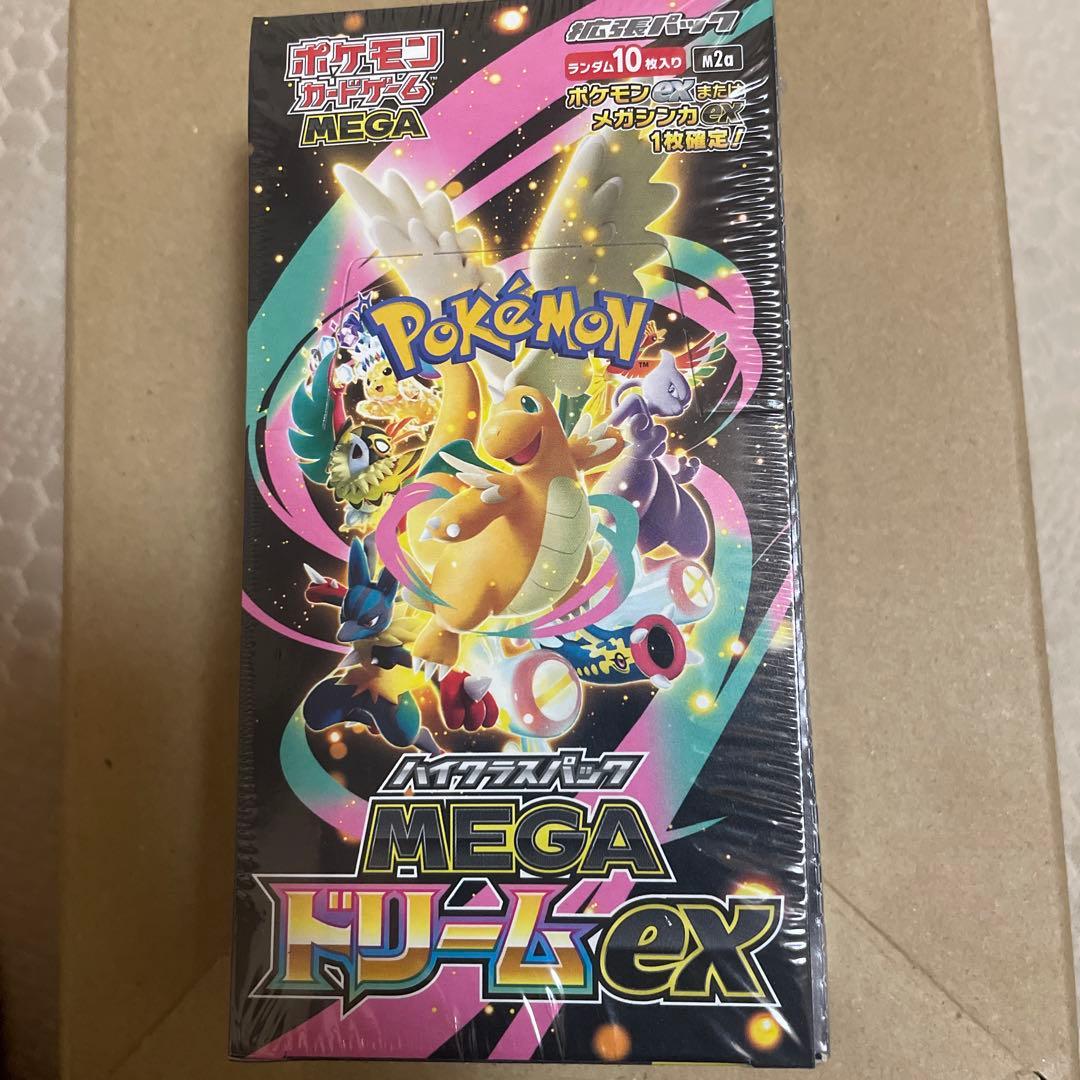 ポケモン
カードゲーム™
MEGA
拡張パック
ランダム10枚入り M2a
ポケモンexまたは
メガシンカex
1枚確定!
POKéMON™
ハイクラスパック
MEGA
ドリームex